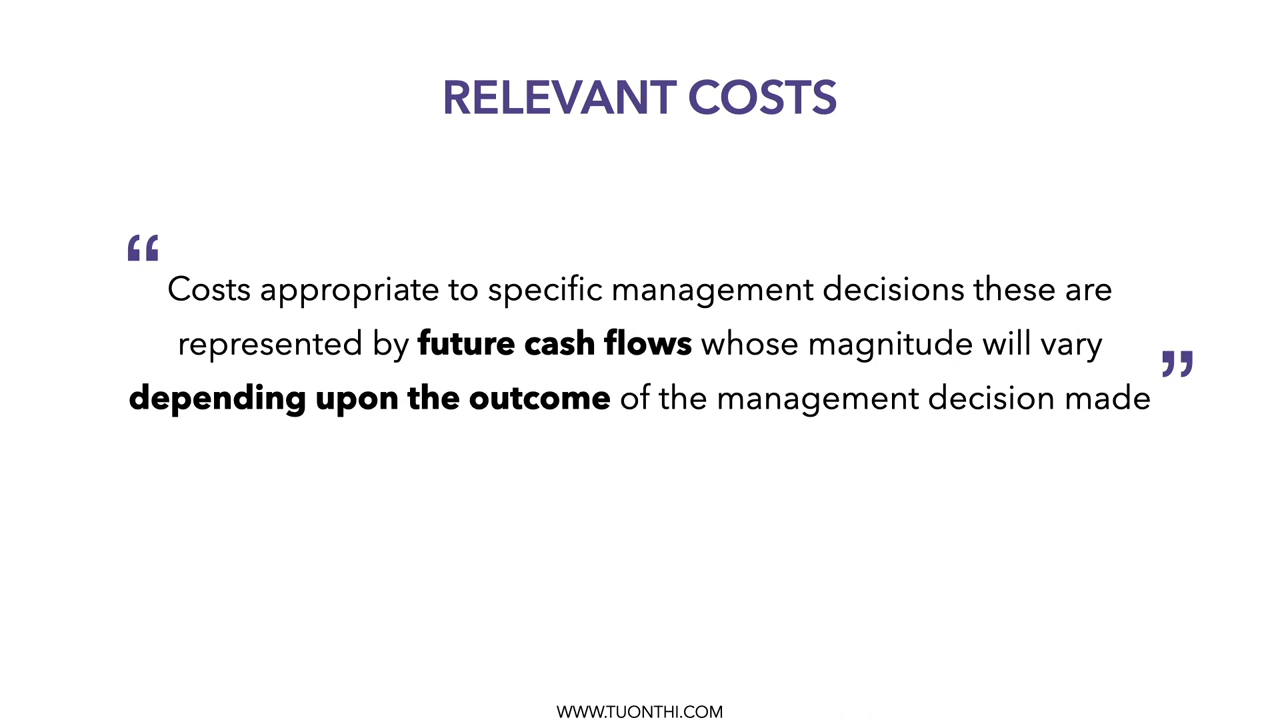 RELEVANT COSTS
“Costs appropriate to specific management decisions these are
represented by future cash flows whose magnitude will vary
depending upon the outcome of the management decision made”
WWW.TUONTHI.COM